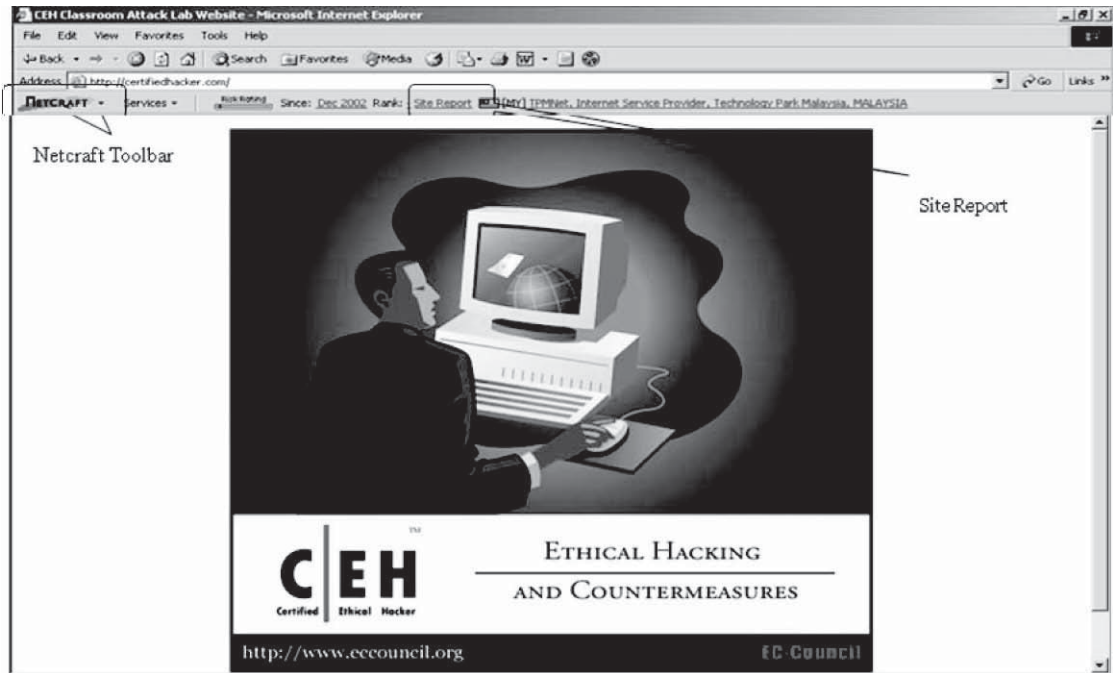 CEH Classroom Attack Lab Website - Microsoft Internet Explorer
File Edit View Favorites Tools Help
Back Search Favorites Media
Address http://certifiedhacker.com/ Go Links »
NETCRAFT Services Risk Rating Since: Dec 2002 Rank: Site Report [MY] TPMNet, Internet Service Provider, Technology Park Malaysia, MALAYSIA
Netcraft Toolbar
Site Report
C|EH TM
Certified Ethical Hacker
ETHICAL HACKING
AND COUNTERMEASURES
http://www.eccouncil.org EC-Council